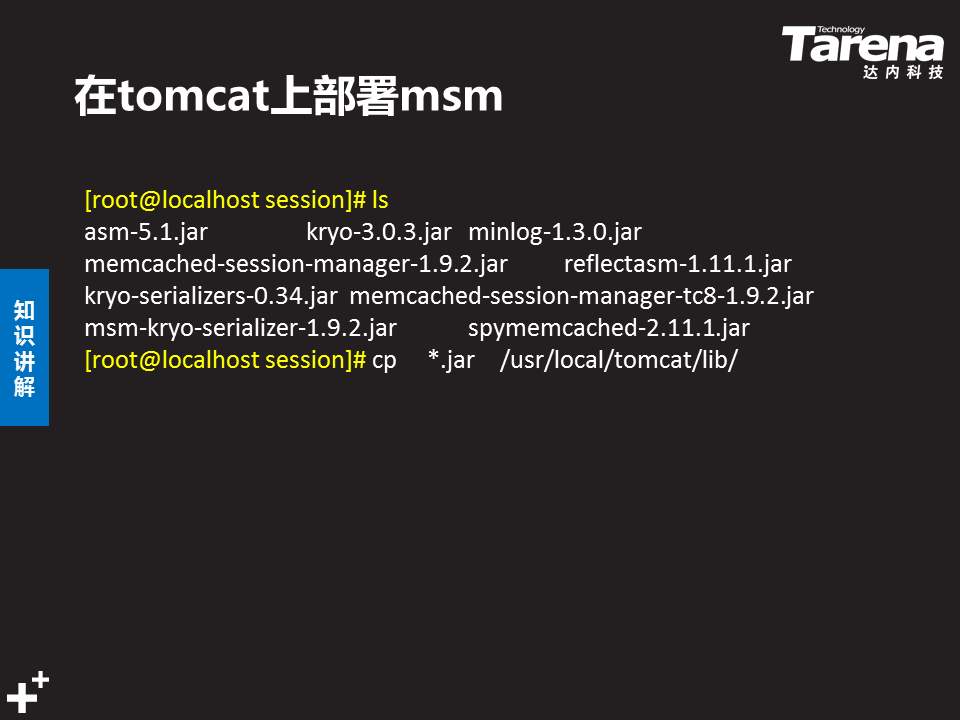 Technology
Tarena
达内科技
在tomcat上部署msm
[root@localhost session]# ls
asm-5.1.jar kryo-3.0.3.jar minlog-1.3.0.jar
memcached-session-manager-1.9.2.jar reflectasm-1.11.1.jar
kryo-serializers-0.34.jar memcached-session-manager-tc8-1.9.2.jar
msm-kryo-serializer-1.9.2.jar spymemcached-2.11.1.jar
[root@localhost session]# cp *.jar /usr/local/tomcat/lib/
知识讲解